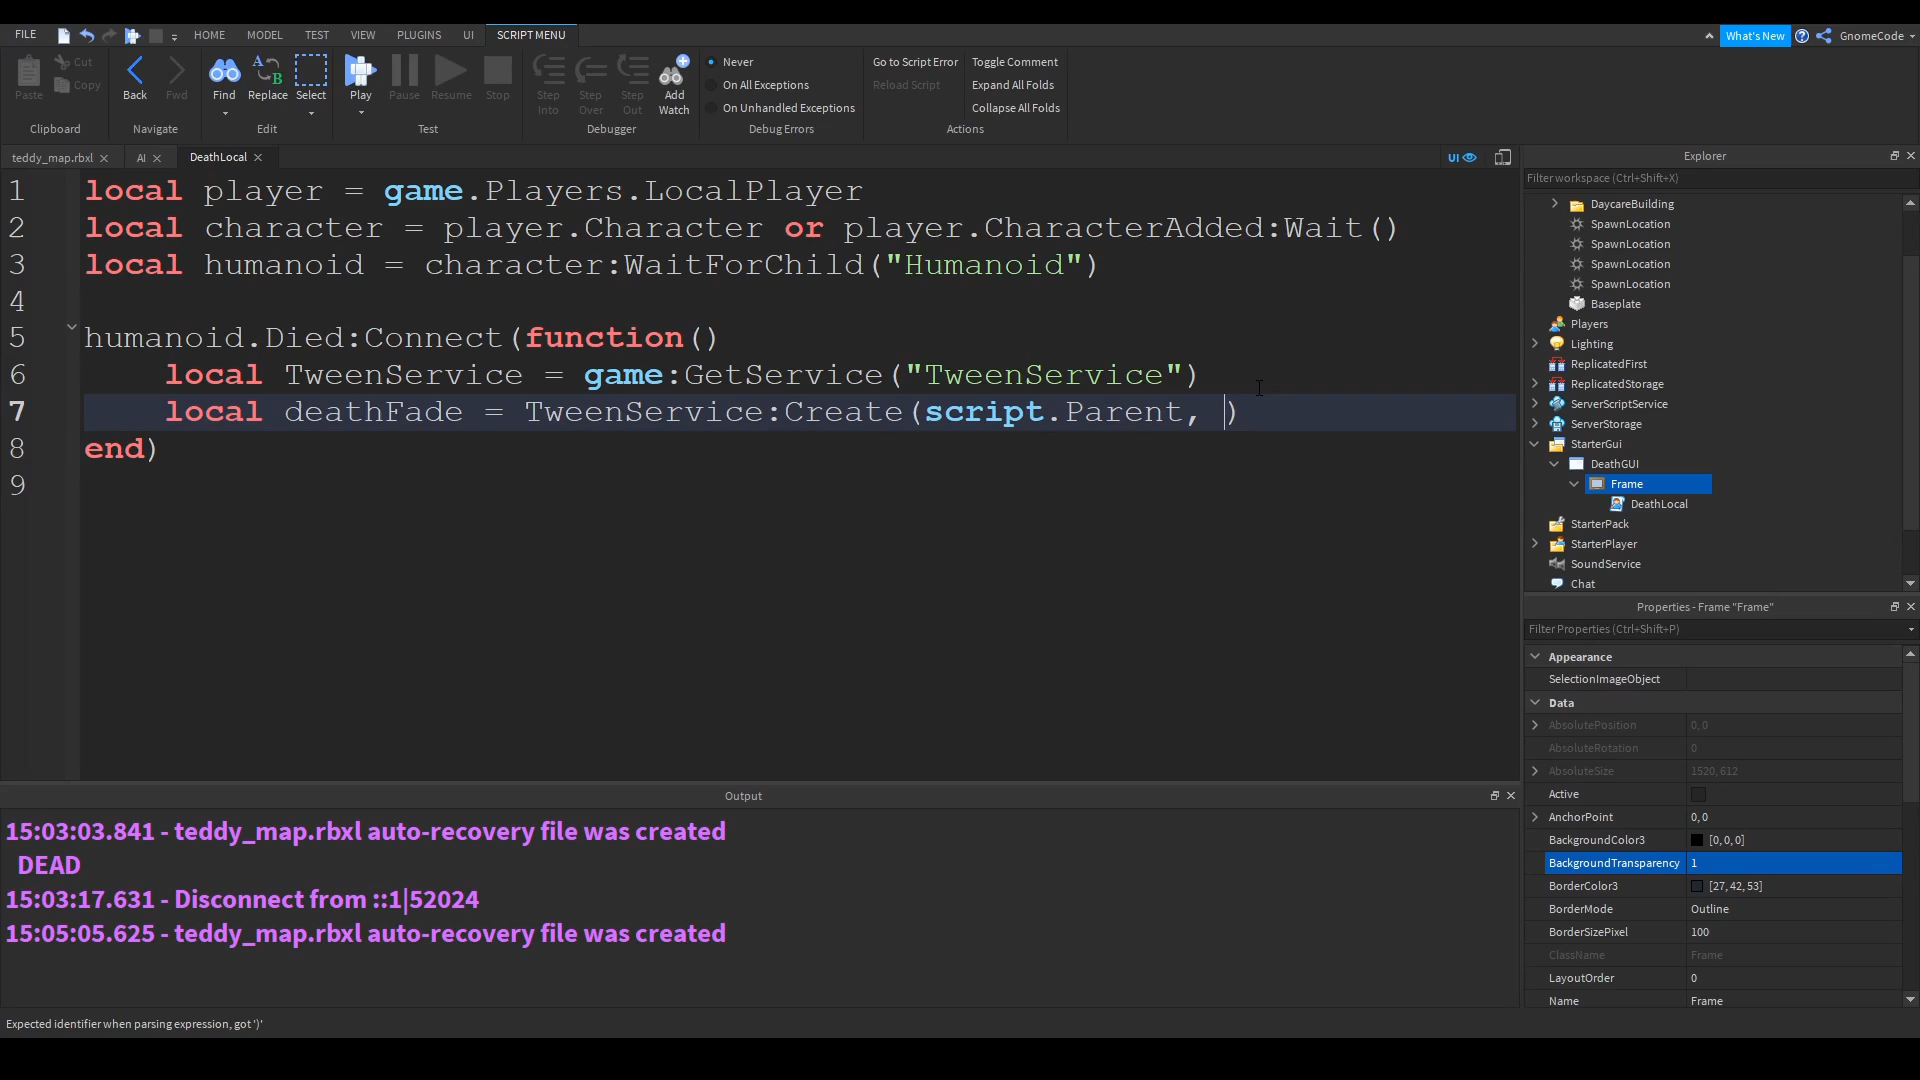 FILE HOME MODEL TEST VIEW PLUGINS UI SCRIPT MENU What's New GnomeCode
Paste Cut Copy Back Fwd Find Replace Select Play Pause Resume Stop Step Into Step Over Step Out Add Watch
Never
On All Exceptions
On Unhandled Exceptions
Go to Script Error
Reload Script
Toggle Comment
Expand All Folds
Collapse All Folds
Clipboard Navigate Edit Test Debugger Debug Errors Actions
teddy_map.rbxl AI DeathLocal UI
1 local player = game.Players.LocalPlayer
2 local character = player.Character or player.CharacterAdded:Wait()
3 local humanoid = character:WaitForChild("Humanoid")
4
5 humanoid.Died:Connect(function()
6 local TweenService = game:GetService("TweenService")
7 local deathFade = TweenService:Create(script.Parent, )
8 end)
9
Output
15:03:03.841 - teddy_map.rbxl auto-recovery file was created
DEAD
15:03:17.631 - Disconnect from ::1|52024
15:05:05.625 - teddy_map.rbxl auto-recovery file was created
Expected identifier when parsing expression, got ')'
Explorer
Filter workspace (Ctrl+Shift+X)
DaycareBuilding
SpawnLocation
SpawnLocation
SpawnLocation
SpawnLocation
Baseplate
Players
Lighting
ReplicatedFirst
ReplicatedStorage
ServerScriptService
ServerStorage
StarterGui
DeathGUI
Frame
DeathLocal
StarterPack
StarterPlayer
SoundService
Chat
Properties - Frame "Frame"
Filter Properties (Ctrl+Shift+P)
Appearance
SelectionImageObject
Data
AbsolutePosition 0, 0
AbsoluteRotation 0
AbsoluteSize 1520, 612
Active
AnchorPoint 0, 0
BackgroundColor3 [0, 0, 0]
BackgroundTransparency 1
BorderColor3 [27, 42, 53]
BorderMode Outline
BorderSizePixel 100
ClassName Frame
LayoutOrder 0
Name Frame